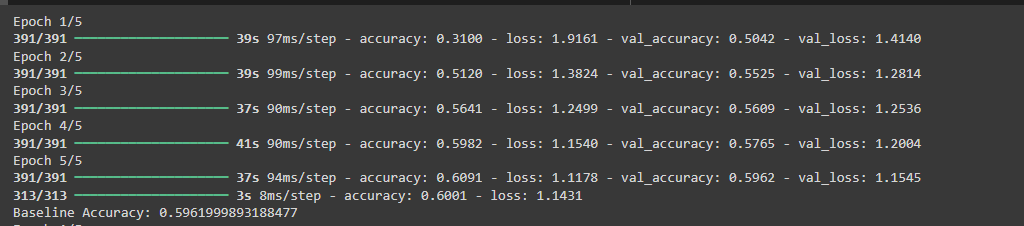 Epoch 1/5
391/391 ━━━━━━━━━━━━━━━━━━━━ 39s 97ms/step - accuracy: 0.3100 - loss: 1.9161 - val_accuracy: 0.5042 - val_loss: 1.4140
Epoch 2/5
391/391 ━━━━━━━━━━━━━━━━━━━━ 39s 99ms/step - accuracy: 0.5120 - loss: 1.3824 - val_accuracy: 0.5525 - val_loss: 1.2814
Epoch 3/5
391/391 ━━━━━━━━━━━━━━━━━━━━ 37s 90ms/step - accuracy: 0.5641 - loss: 1.2499 - val_accuracy: 0.5609 - val_loss: 1.2536
Epoch 4/5
391/391 ━━━━━━━━━━━━━━━━━━━━ 41s 90ms/step - accuracy: 0.5982 - loss: 1.1540 - val_accuracy: 0.5765 - val_loss: 1.2004
Epoch 5/5
391/391 ━━━━━━━━━━━━━━━━━━━━ 37s 94ms/step - accuracy: 0.6091 - loss: 1.1178 - val_accuracy: 0.5962 - val_loss: 1.1545
313/313 ━━━━━━━━━━━━━━━━━━━━ 3s 8ms/step - accuracy: 0.6001 - loss: 1.1431
Baseline Accuracy: 0.5961999893188477